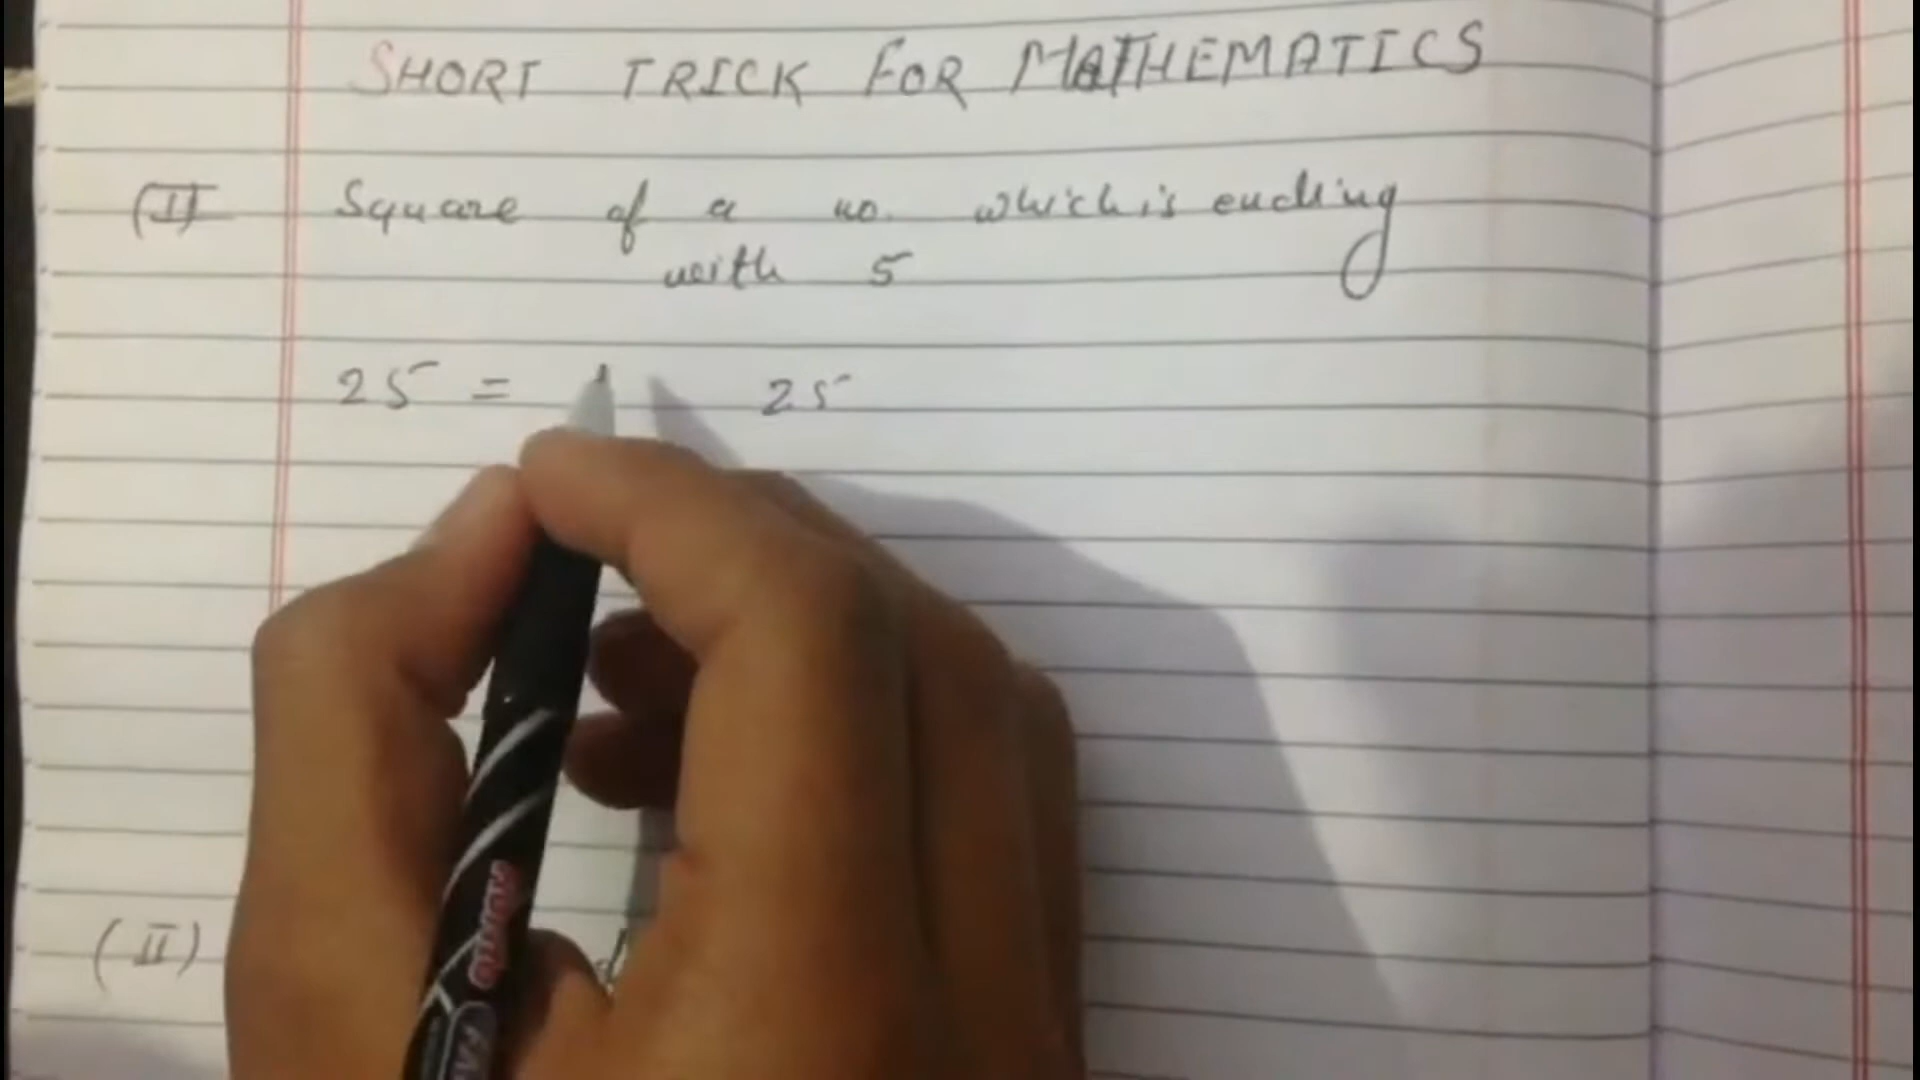 SHORT TRICK FOR MATHEMATICS
(I) Square of a no. which is ending
with 5
25 = 25
(II)